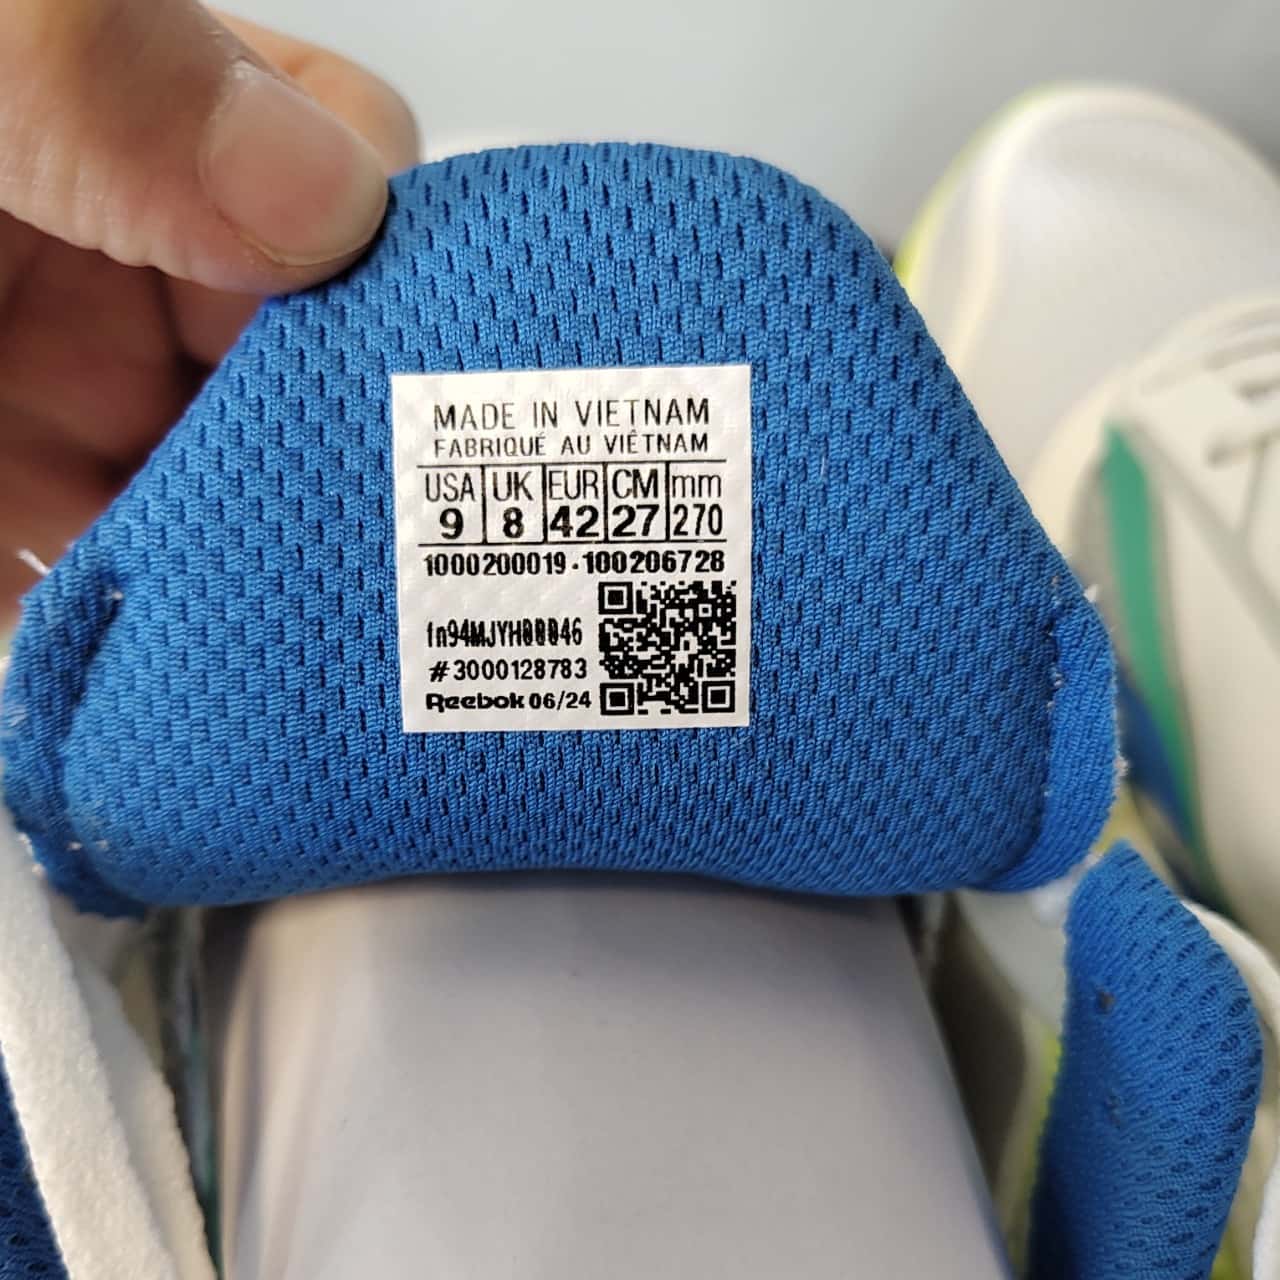 MADE IN VIETNAM
FABRIQUÉ AU VIÊTNAM
USA UK EUR CM mm
9 8 42 27 270
1000200019-100206728
#3000128783
Reebok 06/24